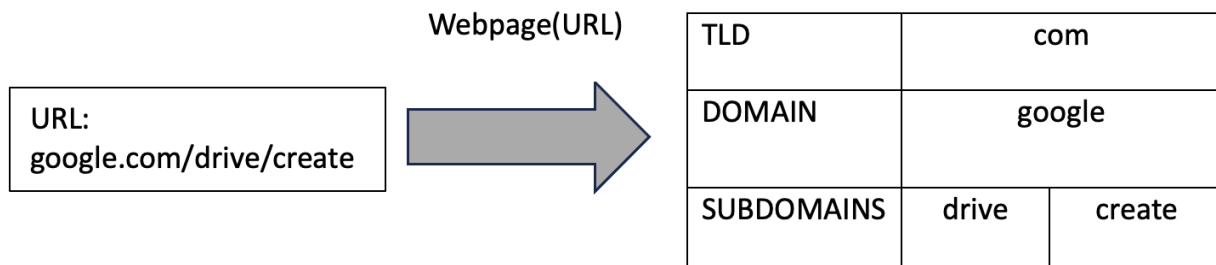 Webpage(URL)
URL:
google.com/drive/create
TLD com
DOMAIN google
SUBDOMAINS drive create